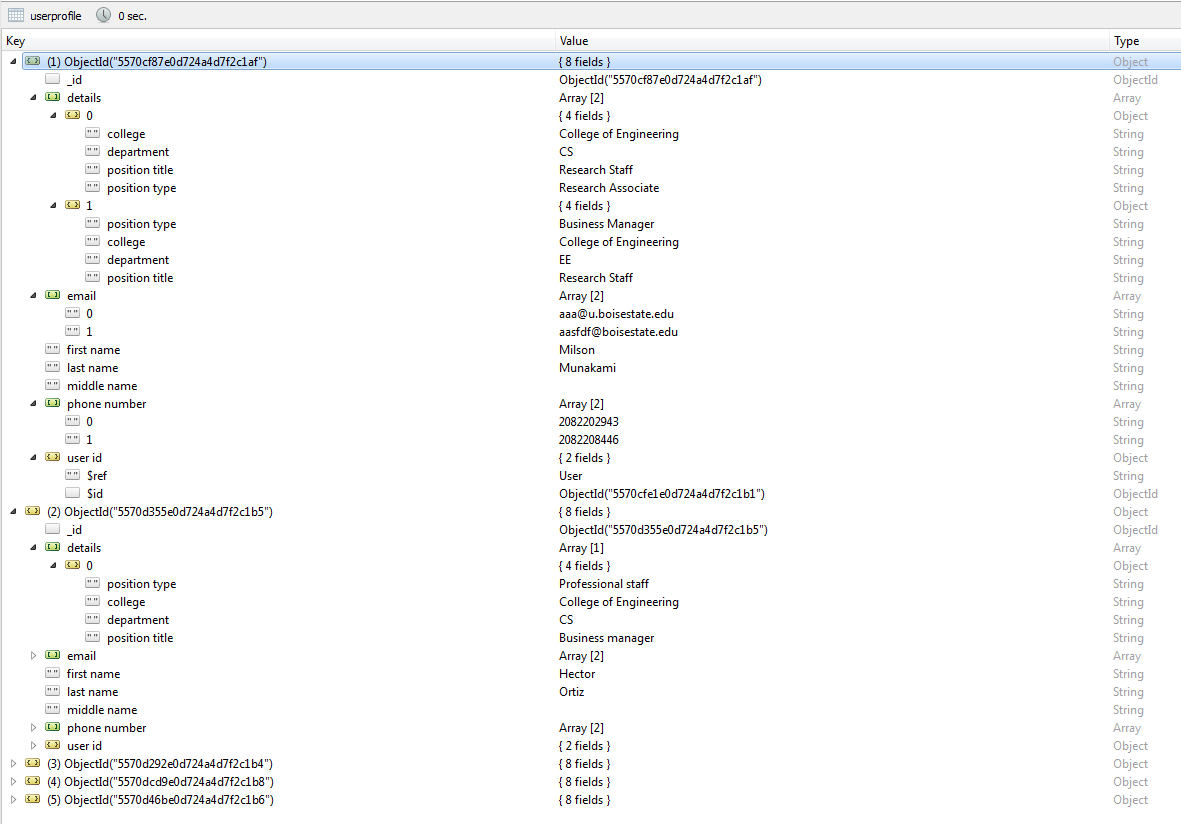 userprofile 0 sec.
Key Value Type
(1) ObjectId("5570cf87e0d724a4d7f2c1af") { 8 fields } Object
_id ObjectId("5570cf87e0d724a4d7f2c1af") ObjectId
details Array [2] Array
0 { 4 fields } Object
college College of Engineering String
department CS String
position title Research Staff String
position type Research Associate String
1 { 4 fields } Object
position type Business Manager String
college College of Engineering String
department EE String
position title Research Staff String
email Array [2] Array
0 aaa@u.boisestate.edu String
1 aasfdf@boisestate.edu String
first name Milson String
last name Munakami String
middle name String
phone number Array [2] Array
0 2082202943 String
1 2082208446 String
user id { 2 fields } Object
$ref User String
$id ObjectId("5570cfe1e0d724a4d7f2c1b1") ObjectId
(2) ObjectId("5570d355e0d724a4d7f2c1b5") { 8 fields } Object
_id ObjectId("5570d355e0d724a4d7f2c1b5") ObjectId
details Array [1] Array
0 { 4 fields } Object
position type Professional staff String
college College of Engineering String
department CS String
position title Business manager String
email Array [2] Array
first name Hector String
last name Ortiz String
middle name String
phone number Array [2] Array
user id { 2 fields } Object
(3) ObjectId("5570d292e0d724a4d7f2c1b4") { 8 fields } Object
(4) ObjectId("5570dcd9e0d724a4d7f2c1b8") { 8 fields } Object
(5) ObjectId("5570d46be0d724a4d7f2c1b6") { 8 fields } Object